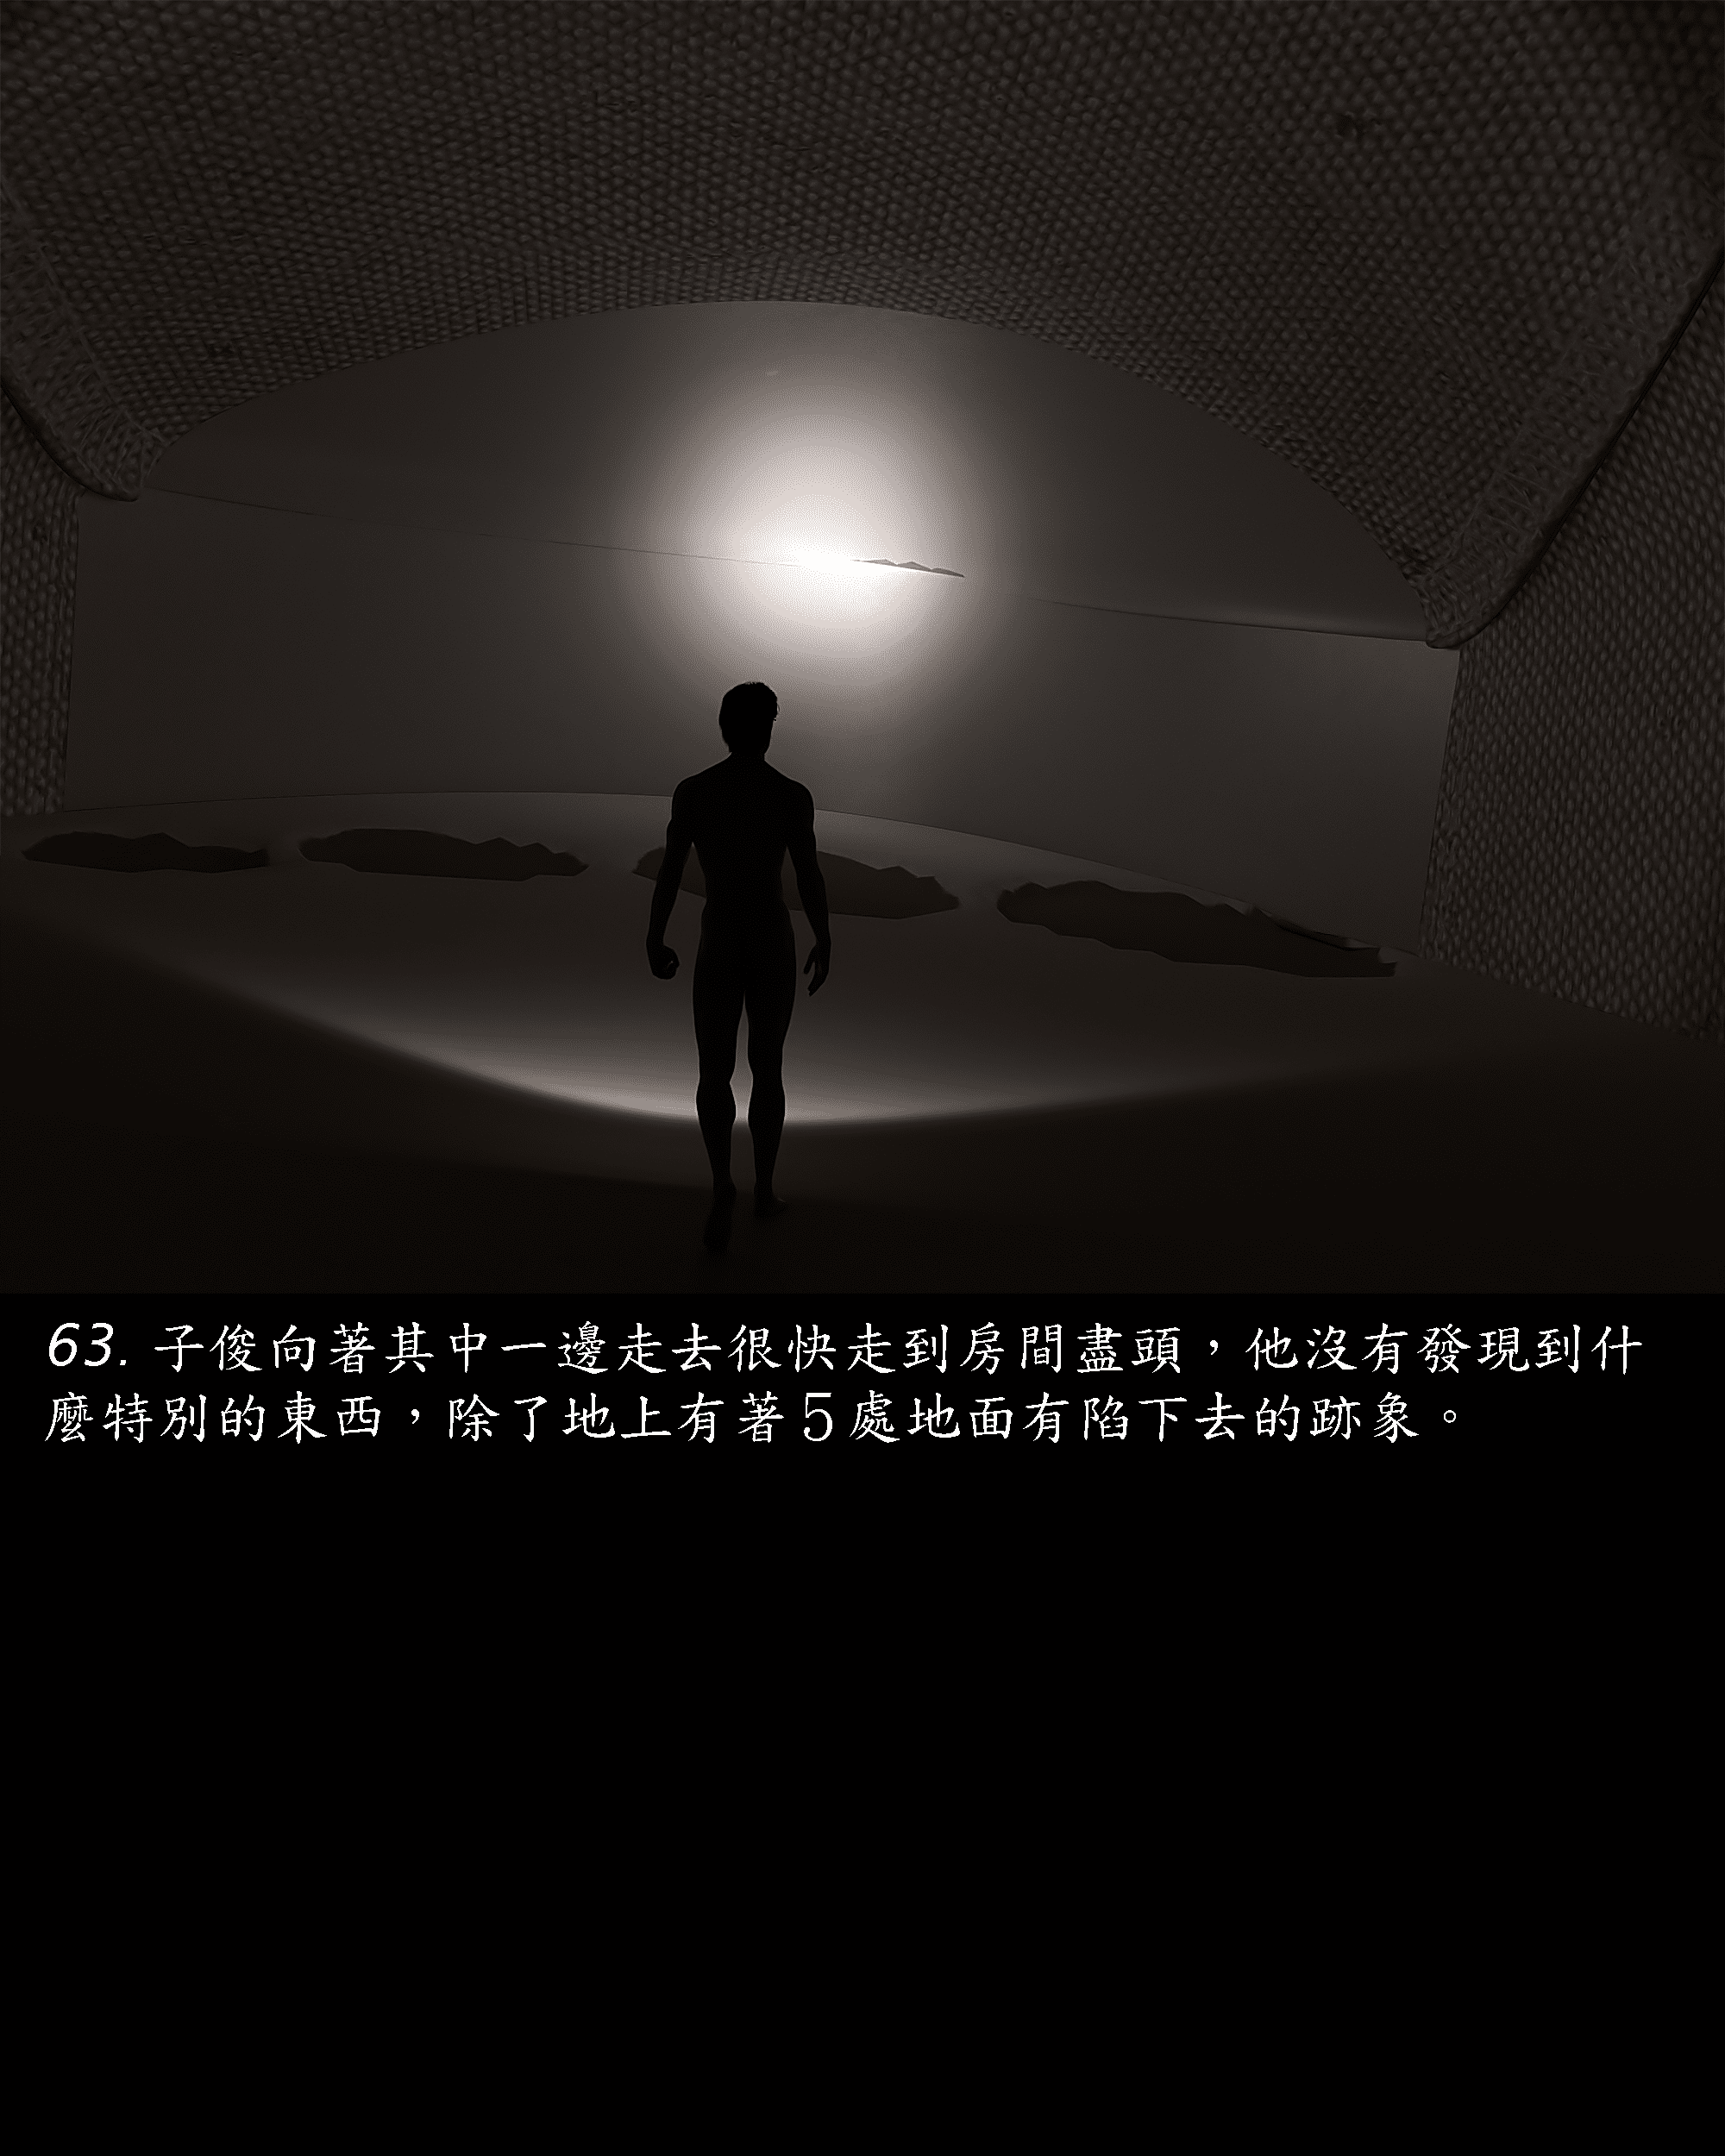 63. 子俊向著其中一邊走去很快走到房間盡頭，他沒有發現到什
麼特別的東西，除了地上有著5處地面有陷下去的跡象。